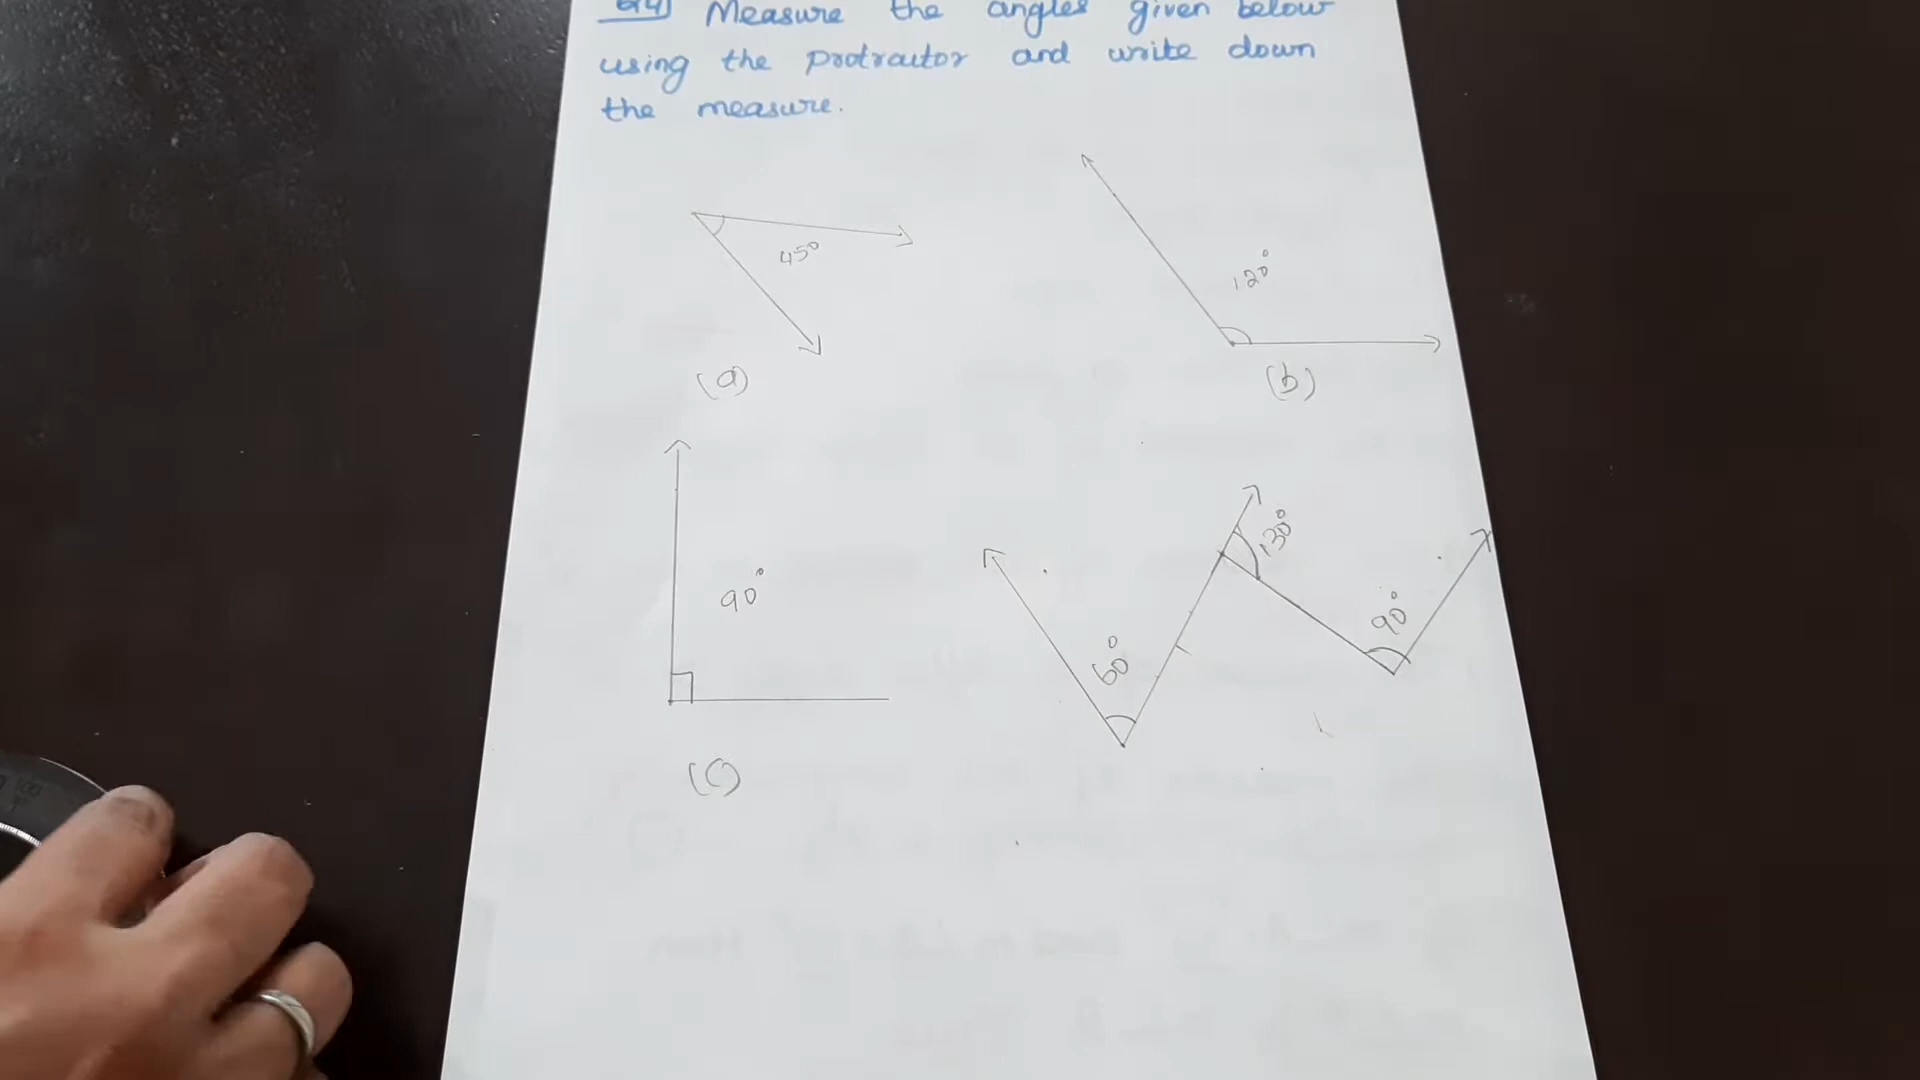 Q4) Measure the angles given below
using the protractor and write down
the measure.
45°
120°
(a)
(b)
90°
130°
60°
90°
(c)